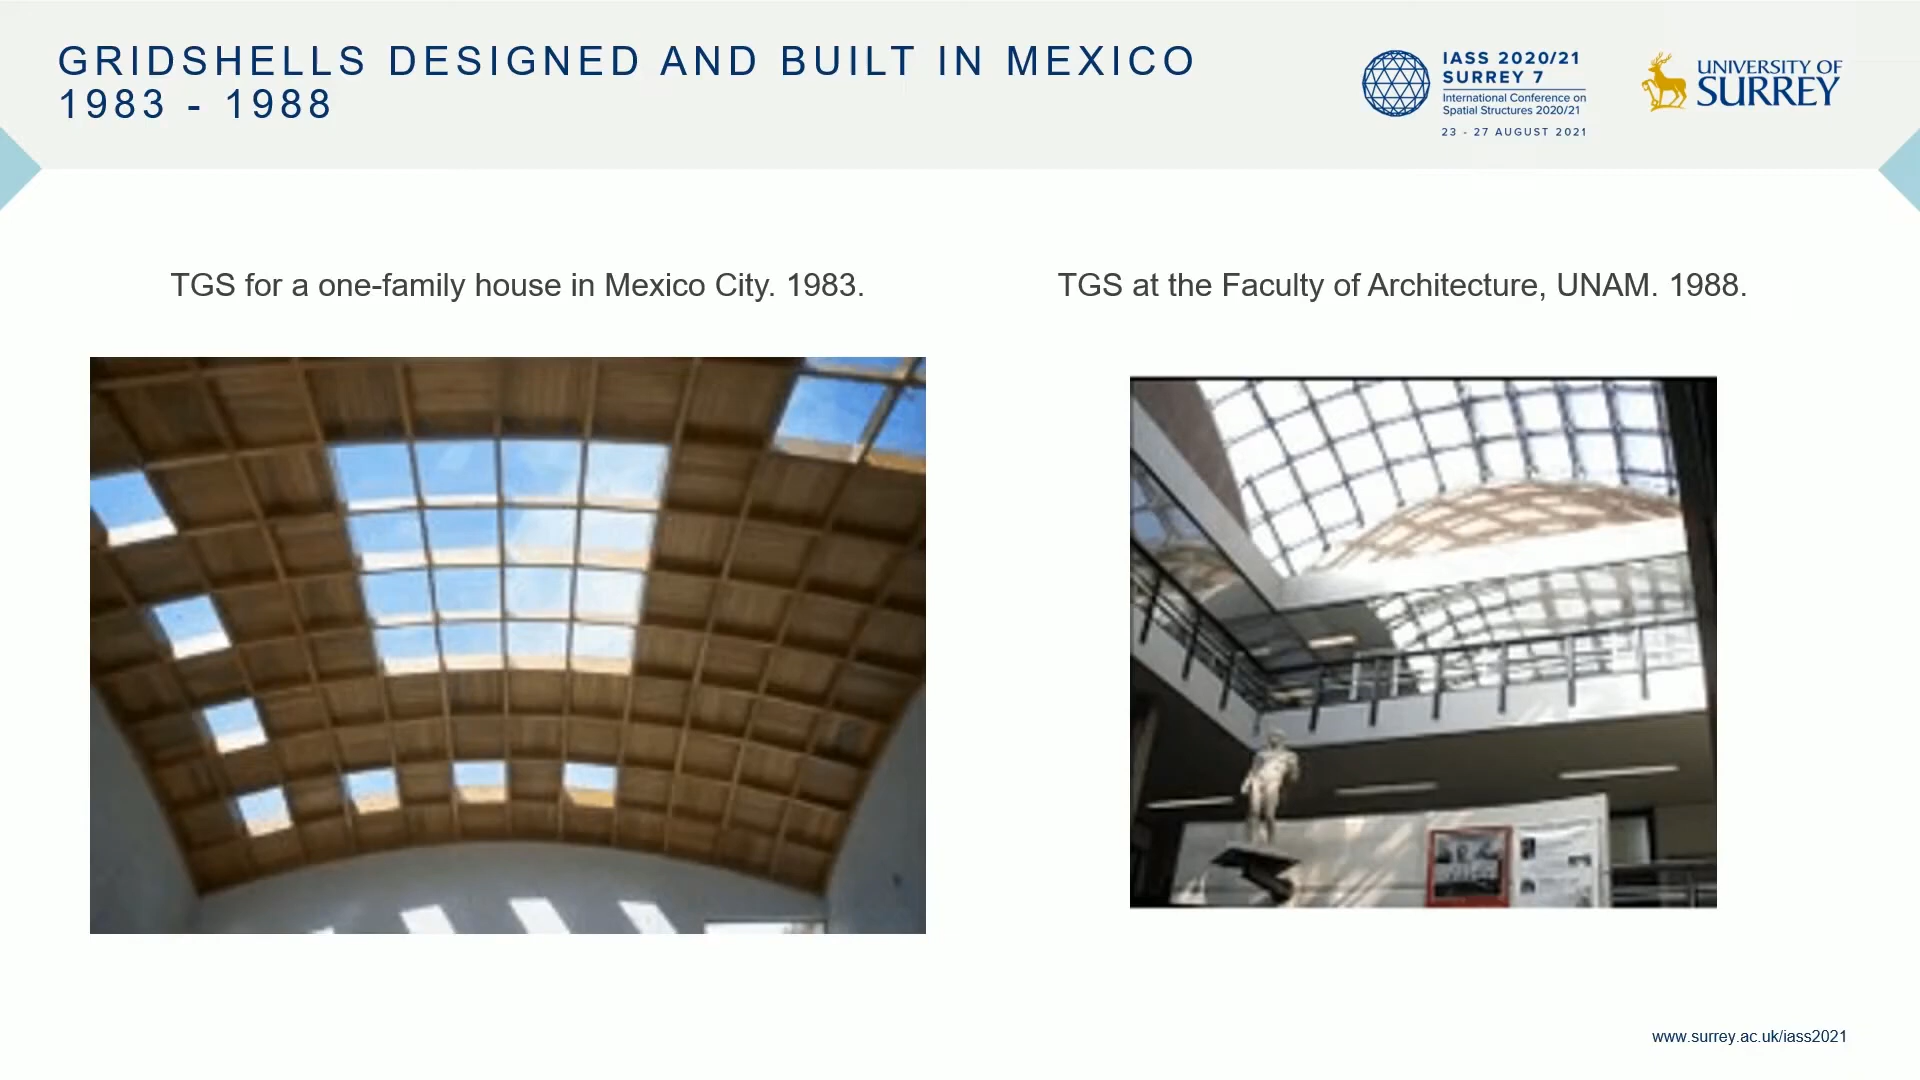 GRIDSHELLS DESIGNED AND BUILT IN MEXICO
1983 - 1988
IASS 2020/21
SURREY 7
International Conference on
Spatial Structures 2020/21
23 - 27 AUGUST 2021
UNIVERSITY OF
SURREY
TGS for a one-family house in Mexico City. 1983.
TGS at the Faculty of Architecture, UNAM. 1988.
www.surrey.ac.uk/iass2021